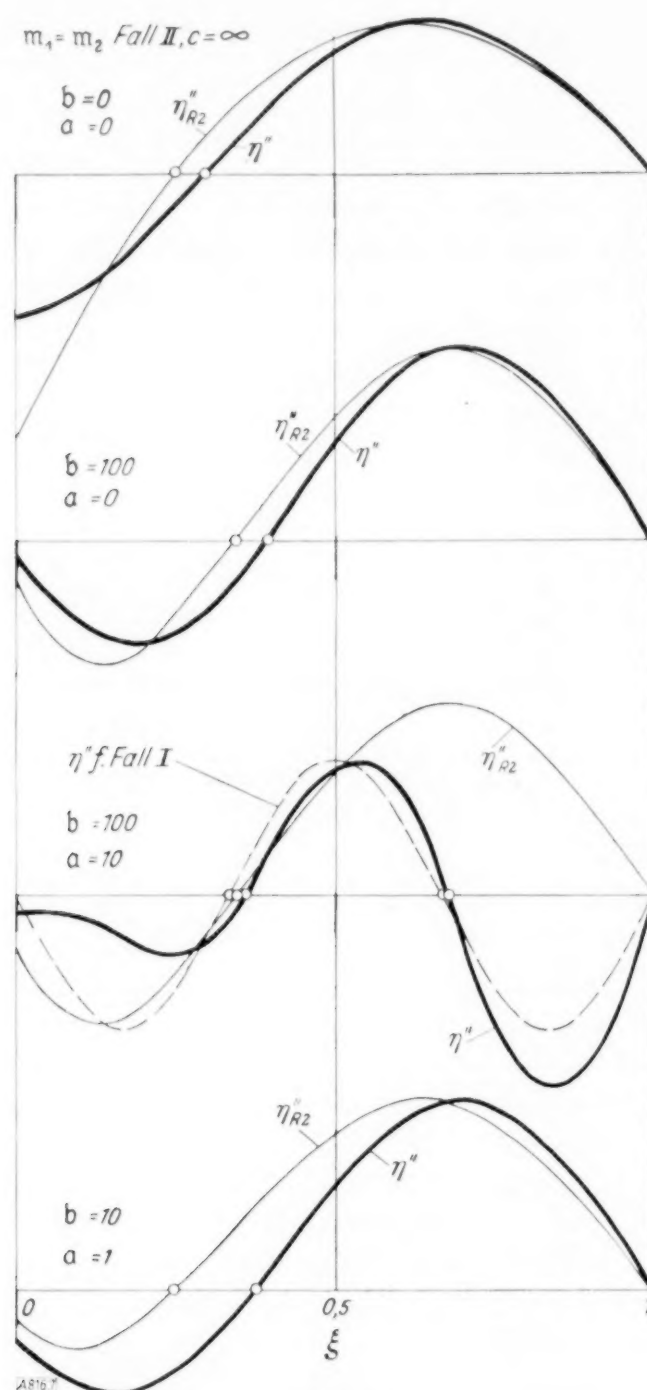 m₁ = m₂ Fall II, c = ∞
b = 0
a = 0
η″R2
η″
b = 100
a = 0
η″R2
η″
η″ f. Fall I
η″R2
b = 100
a = 10
η″
η″R2
η″
b = 10
a = 1
0 0,5
ξ